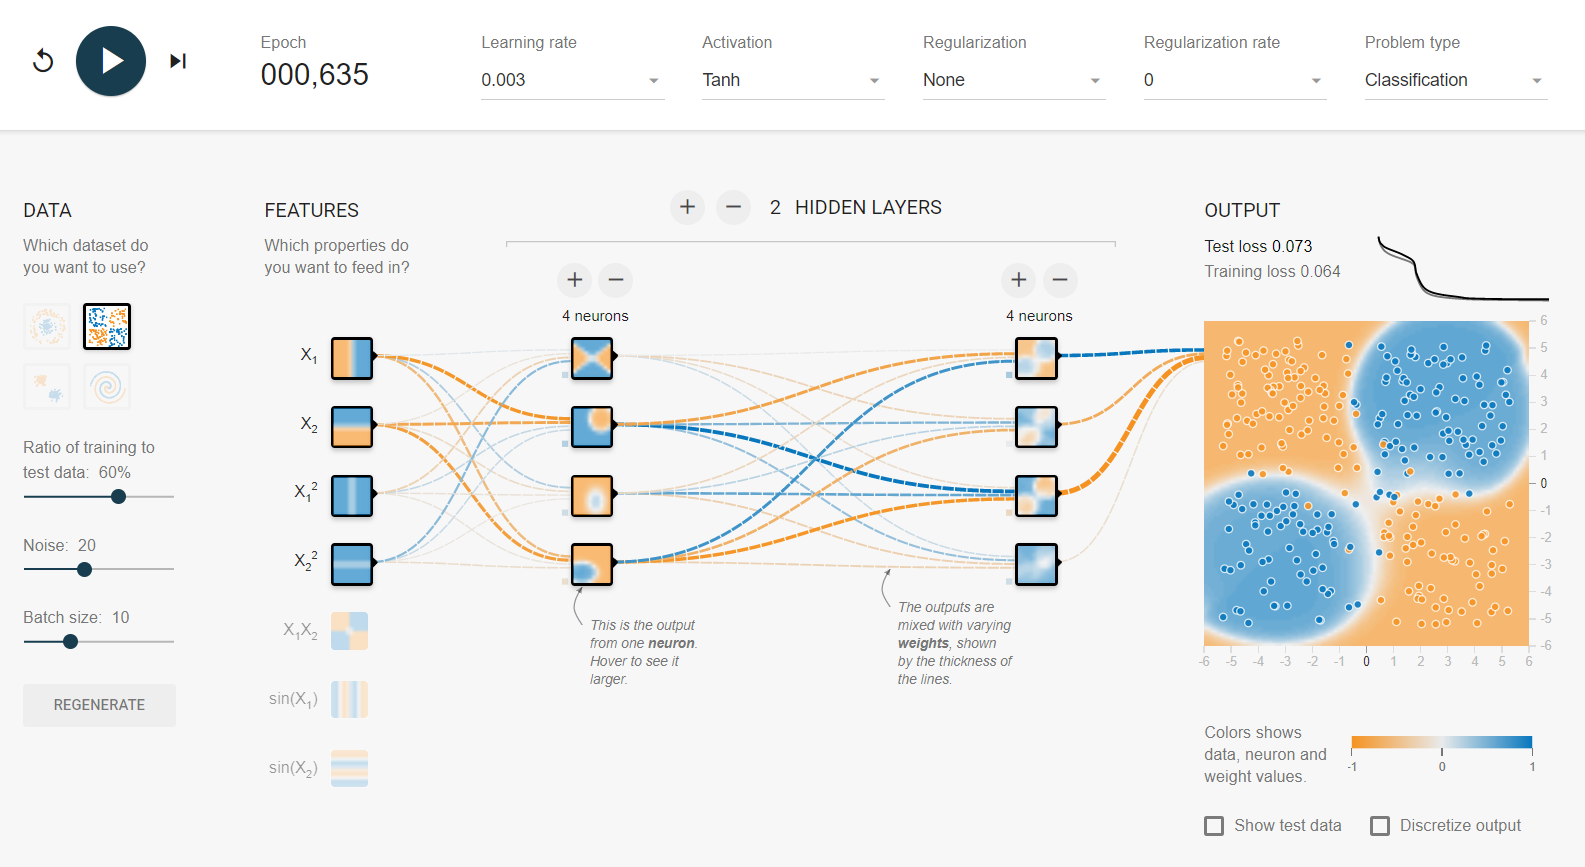 Epoch
000,635
Learning rate
0.003
Activation
Tanh
Regularization
None
Regularization rate
0
Problem type
Classification
DATA
Which dataset do
you want to use?
Ratio of training to
test data: 60%
Noise: 20
Batch size: 10
REGENERATE
FEATURES
Which properties do
you want to feed in?
X1
X2
X1²
X2²
X1X2
sin(X1)
sin(X2)
+ − 2 HIDDEN LAYERS
+ −
4 neurons
+ −
4 neurons
This is the output
from one neuron.
Hover to see it
larger.
The outputs are
mixed with varying
weights, shown
by the thickness of
the lines.
OUTPUT
Test loss 0.073
Training loss 0.064
6
5
4
3
2
1
0
-1
-2
-3
-4
-5
-6
-6 -5 -4 -3 -2 -1 0 1 2 3 4 5 6
Colors shows
data, neuron and
weight values.
-1 0 1
Show test data
Discretize output